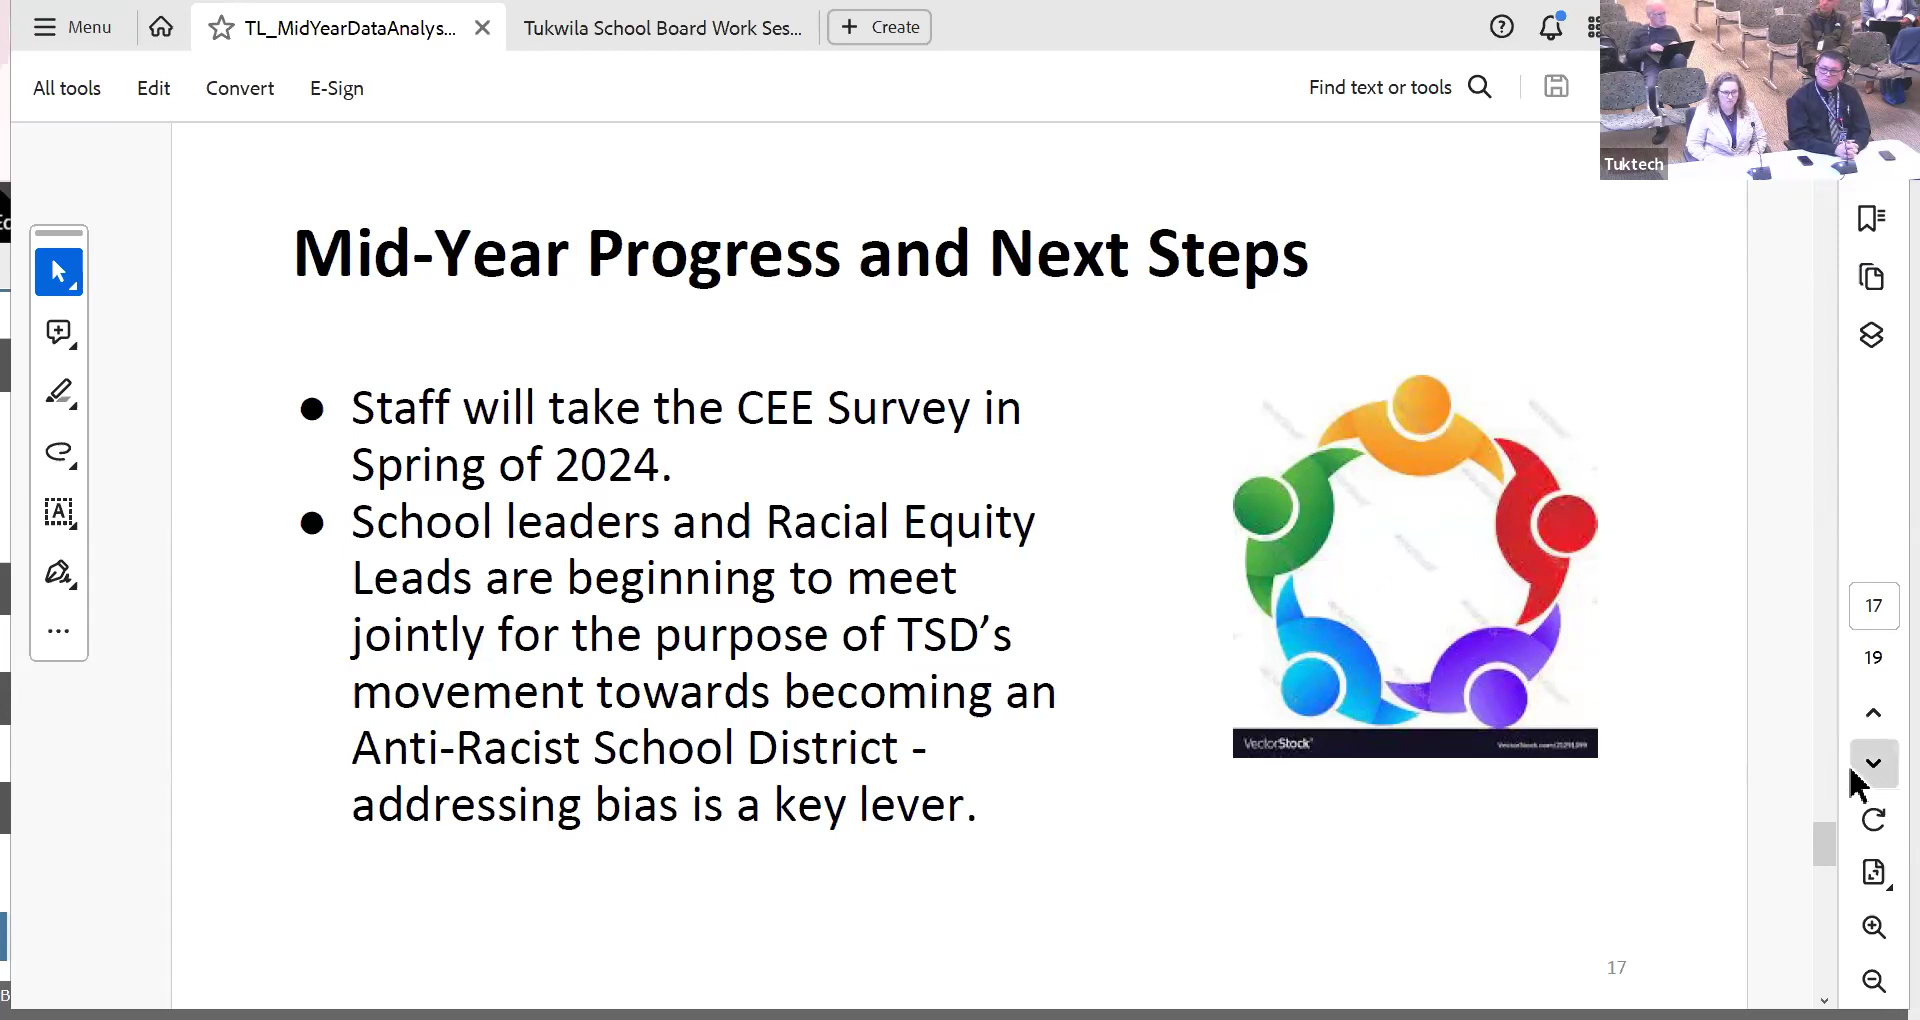 Menu
TL_MidYearDataAnalys...
Tukwila School Board Work Ses...
Create
All tools
Edit
Convert
E-Sign
Find text or tools
Tuktech
Mid-Year Progress and Next Steps
● Staff will take the CEE Survey in
Spring of 2024.
● School leaders and Racial Equity
Leads are beginning to meet
jointly for the purpose of TSD’s
movement towards becoming an
Anti-Racist School District -
addressing bias is a key lever.
VectorStock®
17
19
17